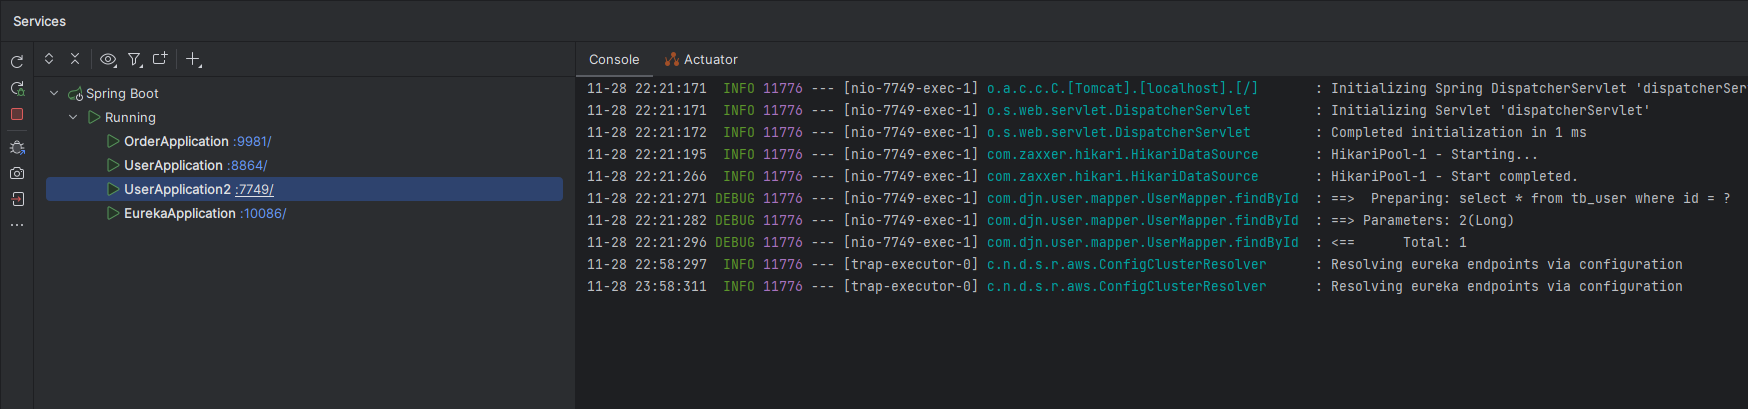 Services
Console
Actuator
Spring Boot
Running
OrderApplication :9981/
UserApplication :8864/
UserApplication2 :7749/
EurekaApplication :10086/
11-28 22:21:171  INFO 11776 --- [nio-7749-exec-1] o.a.c.c.C.[Tomcat].[localhost].[/]       : Initializing Spring DispatcherServlet 'dispatcherSer
11-28 22:21:171  INFO 11776 --- [nio-7749-exec-1] o.s.web.servlet.DispatcherServlet        : Initializing Servlet 'dispatcherServlet'
11-28 22:21:172  INFO 11776 --- [nio-7749-exec-1] o.s.web.servlet.DispatcherServlet        : Completed initialization in 1 ms
11-28 22:21:195  INFO 11776 --- [nio-7749-exec-1] com.zaxxer.hikari.HikariDataSource       : HikariPool-1 - Starting...
11-28 22:21:266  INFO 11776 --- [nio-7749-exec-1] com.zaxxer.hikari.HikariDataSource       : HikariPool-1 - Start completed.
11-28 22:21:271 DEBUG 11776 --- [nio-7749-exec-1] com.djn.user.mapper.UserMapper.findById  : ==>  Preparing: select * from tb_user where id = ?
11-28 22:21:282 DEBUG 11776 --- [nio-7749-exec-1] com.djn.user.mapper.UserMapper.findById  : ==> Parameters: 2(Long)
11-28 22:21:296 DEBUG 11776 --- [nio-7749-exec-1] com.djn.user.mapper.UserMapper.findById  : <==      Total: 1
11-28 22:58:297  INFO 11776 --- [trap-executor-0] c.n.d.s.r.aws.ConfigClusterResolver      : Resolving eureka endpoints via configuration
11-28 23:58:311  INFO 11776 --- [trap-executor-0] c.n.d.s.r.aws.ConfigClusterResolver      : Resolving eureka endpoints via configuration